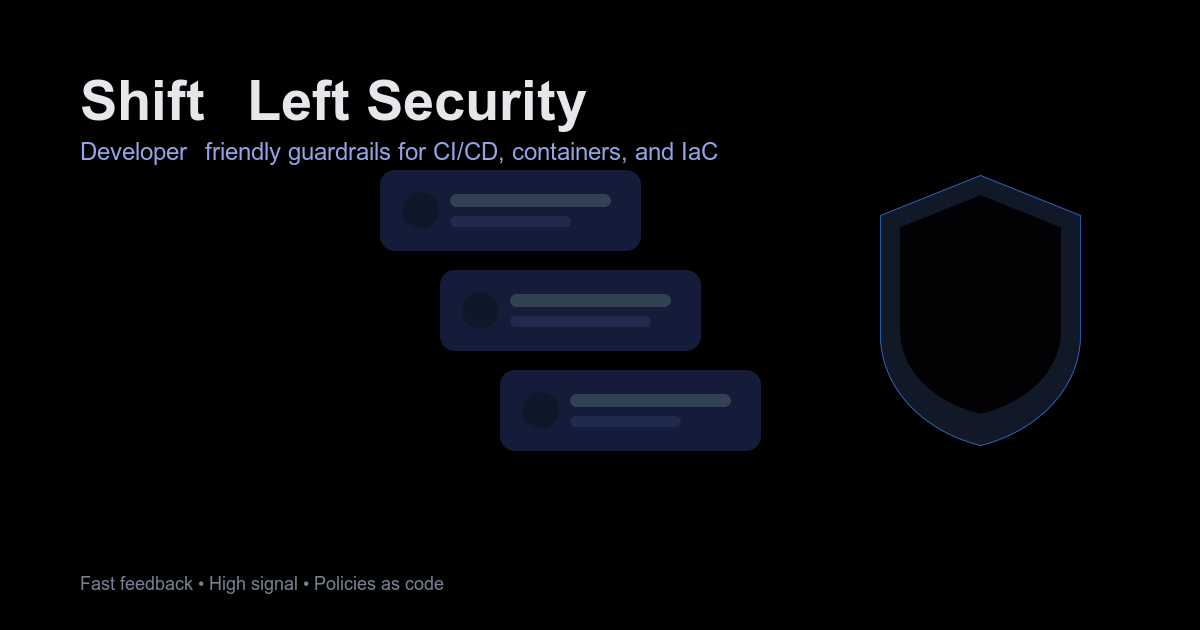 Shift Left Security
Developer friendly guardrails for CI/CD, containers, and IaC
Fast feedback • High signal • Policies as code